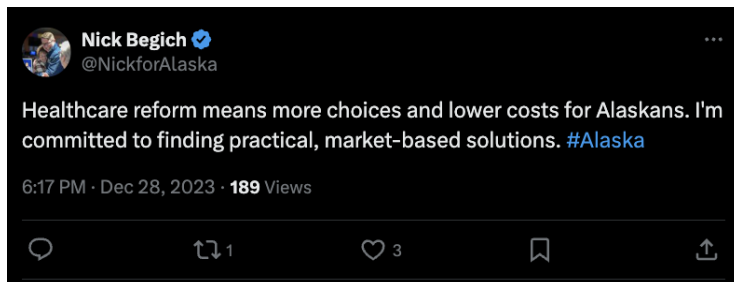 Nick Begich
@NickforAlaska
Healthcare reform means more choices and lower costs for Alaskans. I'm
committed to finding practical, market-based solutions. #Alaska
6:17 PM · Dec 28, 2023 · 189 Views
1
3